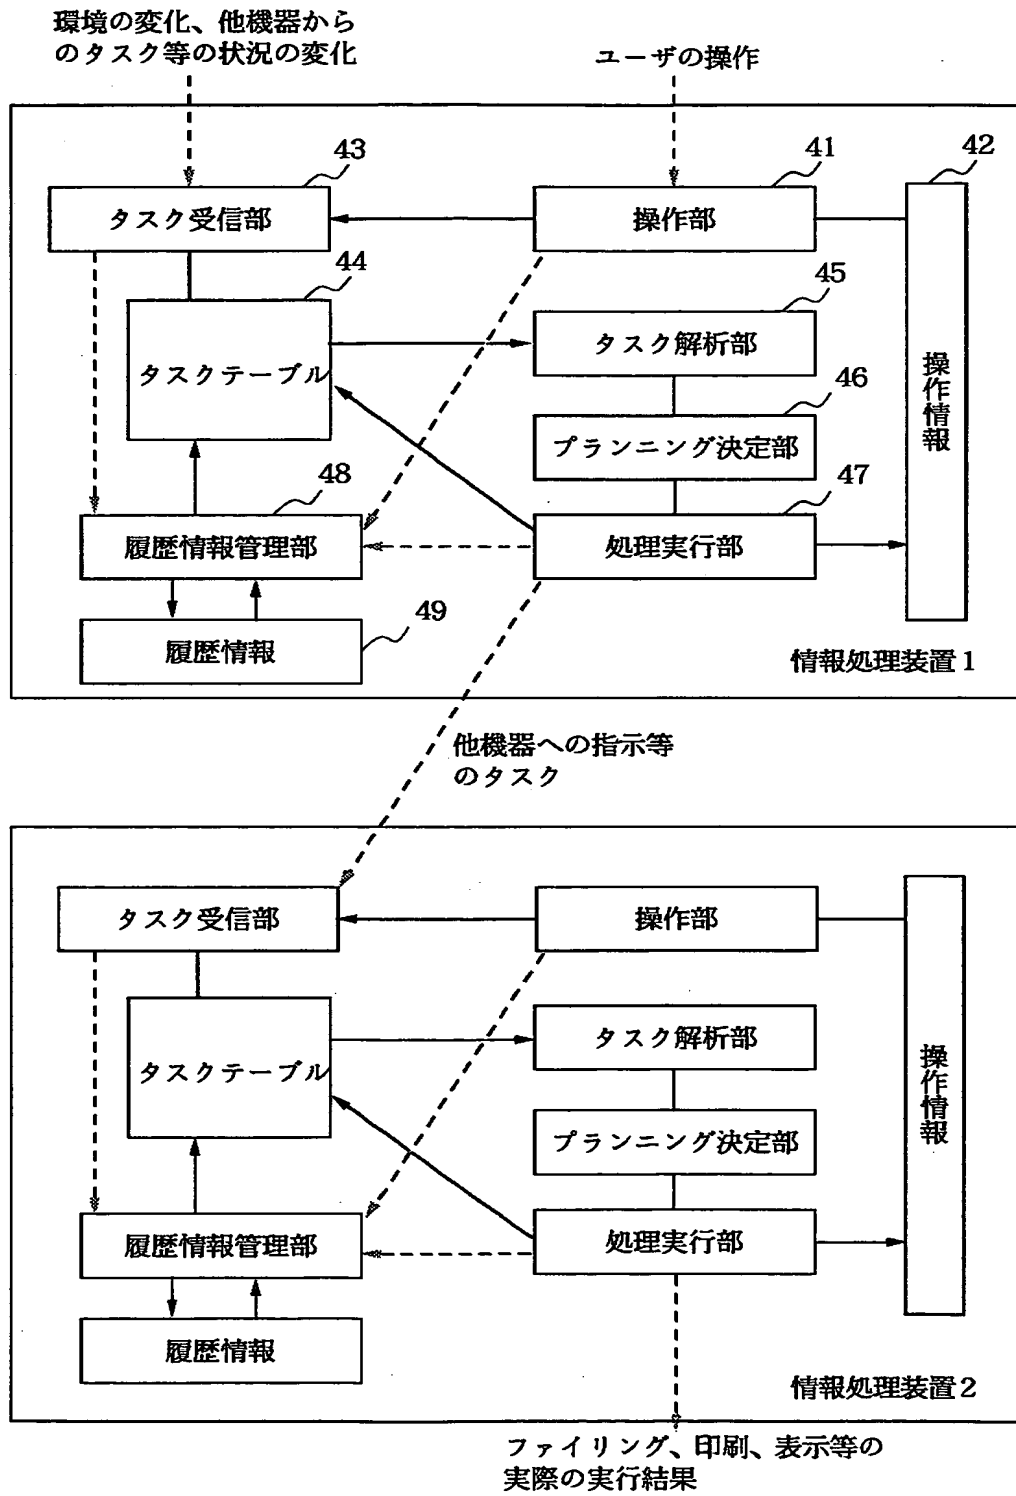 環境の変化、他機器から
のタスク等の状況の変化
ユーザの操作
43
41
42
タスク受信部
操作部
44
45
タスク解析部
タスクテーブル
46
操作情報
プランニング決定部
48
47
履歴情報管理部
処理実行部
49
履歴情報
情報処理装置1
他機器への指示等
のタスク
タスク受信部
操作部
タスク解析部
タスクテーブル
操作情報
プランニング決定部
履歴情報管理部
処理実行部
履歴情報
情報処理装置2
ファイリング、印刷、表示等の
実際の実行結果